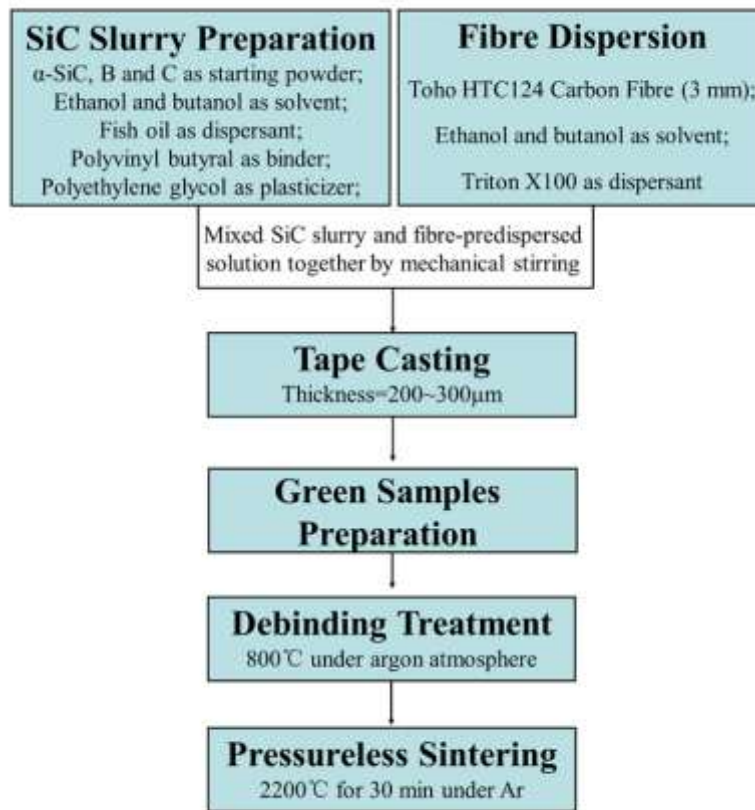 SiC Slurry Preparation
α-SiC, B and C as starting powder;
Ethanol and butanol as solvent;
Fish oil as dispersant;
Polyvinyl butyral as binder;
Polyethylene glycol as plasticizer;
Fibre Dispersion
Toho HTC124 Carbon Fibre (3 mm);
Ethanol and butanol as solvent;
Triton X100 as dispersant
Mixed SiC slurry and fibre-predispersed
solution together by mechanical stirring
Tape Casting
Thickness=200~300μm
Green Samples
Preparation
Debinding Treatment
800℃ under argon atmosphere
Pressureless Sintering
2200℃ for 30 min under Ar